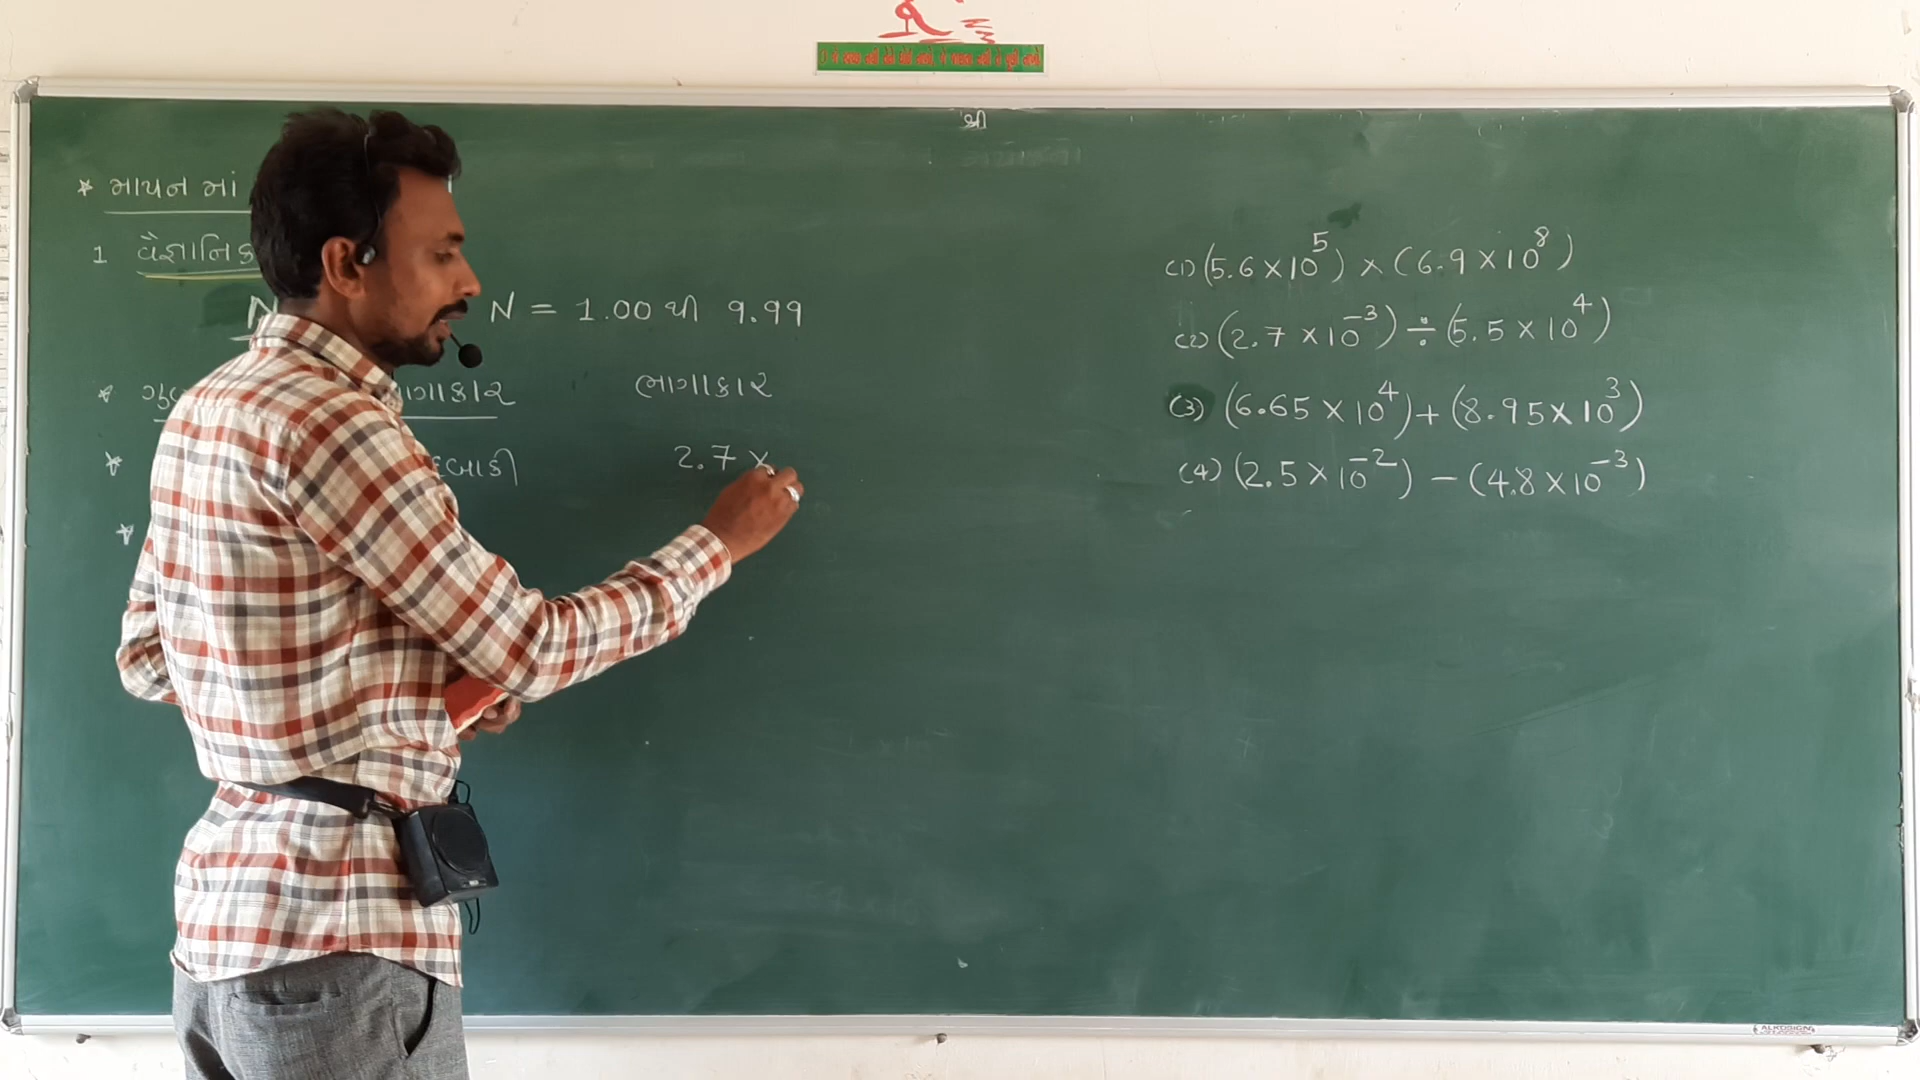 શ્રી
* માપન માં
1 વૈજ્ઞાનિક
N N = 1.00 થી 9.99
* ભાગાકાર ભાગાકાર
* 2.7 ×
*
(1) (5.6 × 10⁵) × (6.9 × 10⁸)
(2) (2.7 × 10⁻³) ÷ (5.5 × 10⁴)
(3) (6.65 × 10⁴) + (8.95 × 10³)
(4) (2.5 × 10⁻²) − (4.8 × 10⁻³)